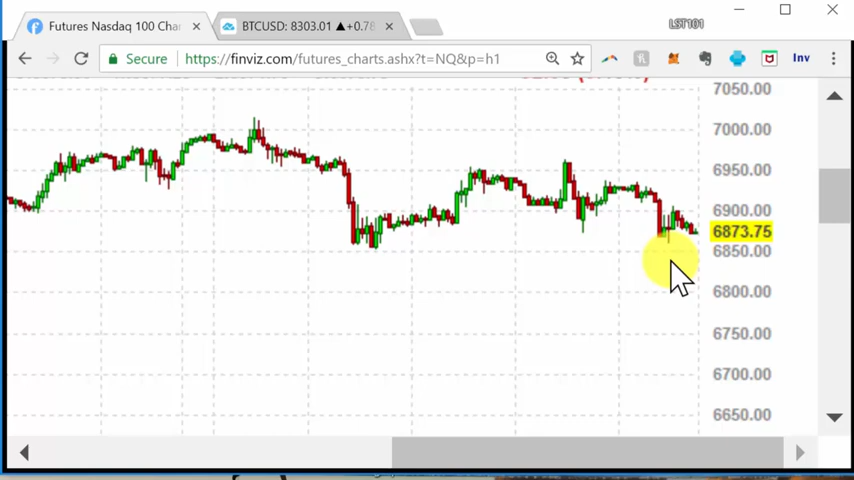 LST101
Futures Nasdaq 100 Char
BTCUSD: 8303.01 ▲+0.78
Secure
https://finviz.com/futures_charts.ashx?t=NQ&p=h1
Inv
7050.00
7000.00
6950.00
6900.00
6873.75
6850.00
6800.00
6750.00
6700.00
6650.00